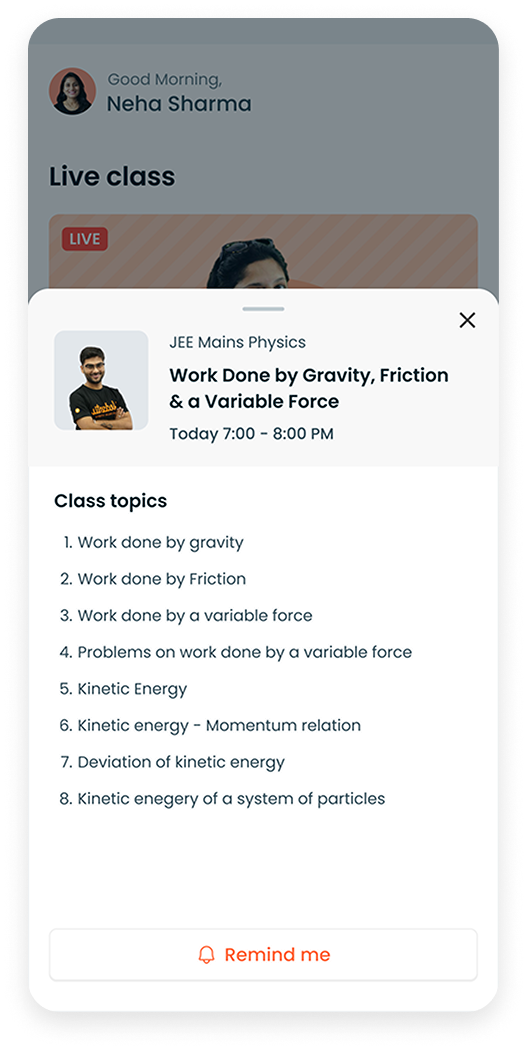 Good Morning,
Neha Sharma
Live class
LIVE
JEE Mains Physics
Work Done by Gravity, Friction
& a Variable Force
Today 7:00 - 8:00 PM
Class topics
1. Work done by gravity
2. Work done by Friction
3. Work done by a variable force
4. Problems on work done by a variable force
5. Kinetic Energy
6. Kinetic energy - Momentum relation
7. Deviation of kinetic energy
8. Kinetic enegery of a system of particles
Remind me